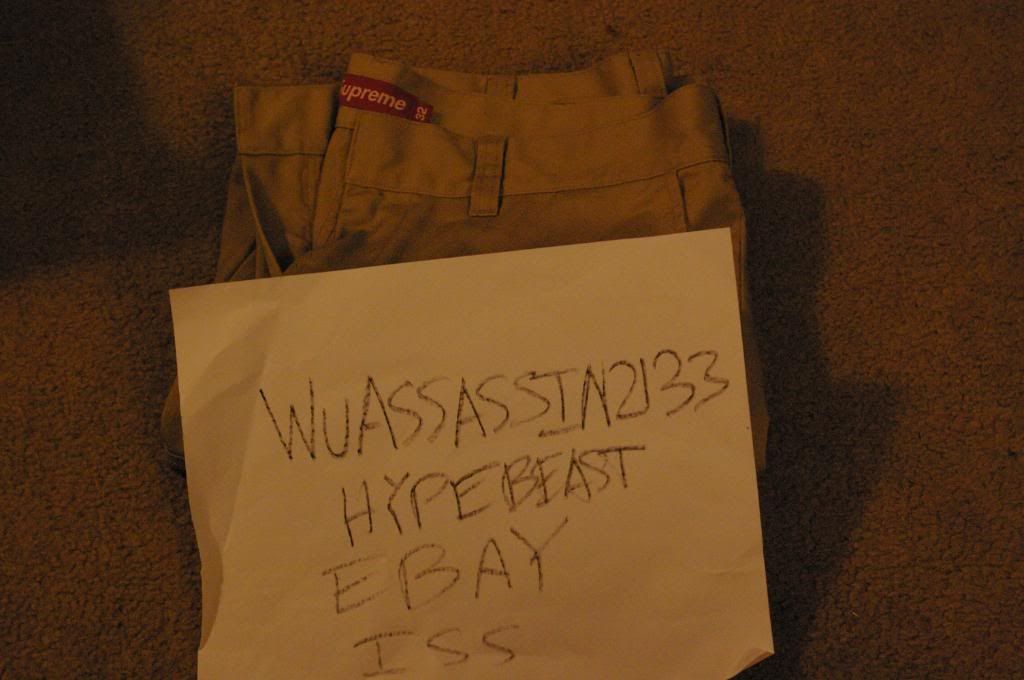 upreme
32
WUASSASSIN2133
HYPEBEAST
EBAY
ISS